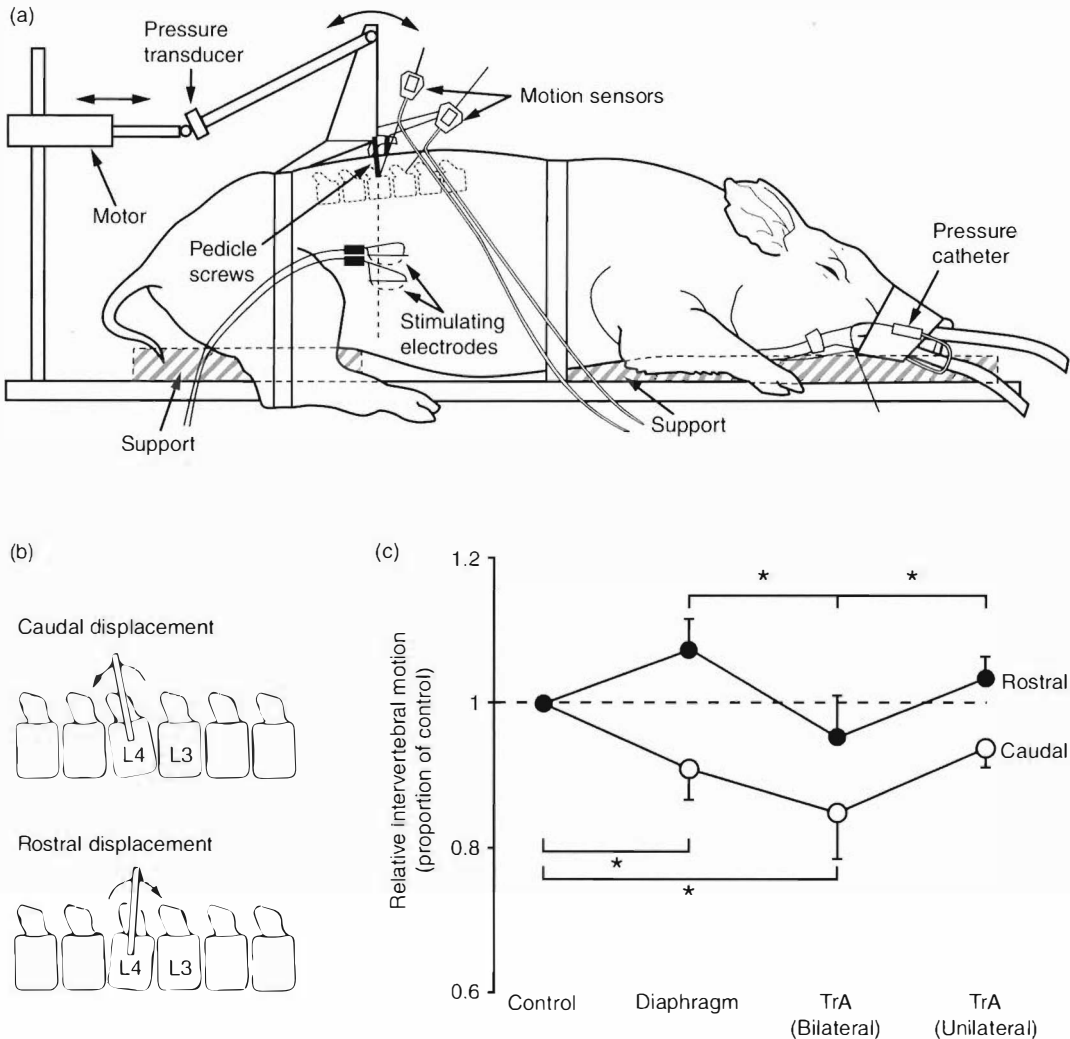 (a)
Pressure
transducer
Motion sensors
Motor
Pedicle
screws
Pressure
catheter
Stimulating
electrodes
Support
Support
(b)
Caudal displacement
L4
L3
Rostral displacement
L4
L3
(c)
Relative intervertebral motion
(proportion of control)
1.2
1
0.8
0.6
*
*
Rostral
Caudal
*
*
Control
Diaphragm
TrA
(Bilateral)
TrA
(Unilateral)